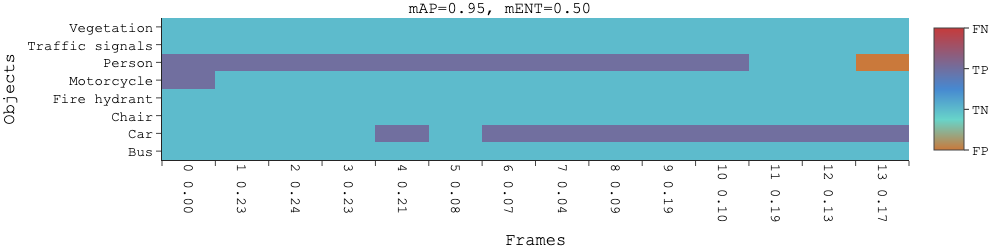 mAP=0.95, mENT=0.50
Objects
Vegetation
Traffic signals
Person
Motorcycle
Fire hydrant
Chair
Car
Bus
FN
TP
TN
FP
0 0.00
1 0.23
2 0.24
3 0.23
4 0.21
5 0.08
6 0.07
7 0.04
8 0.09
9 0.19
10 0.10
11 0.19
12 0.13
13 0.17
Frames